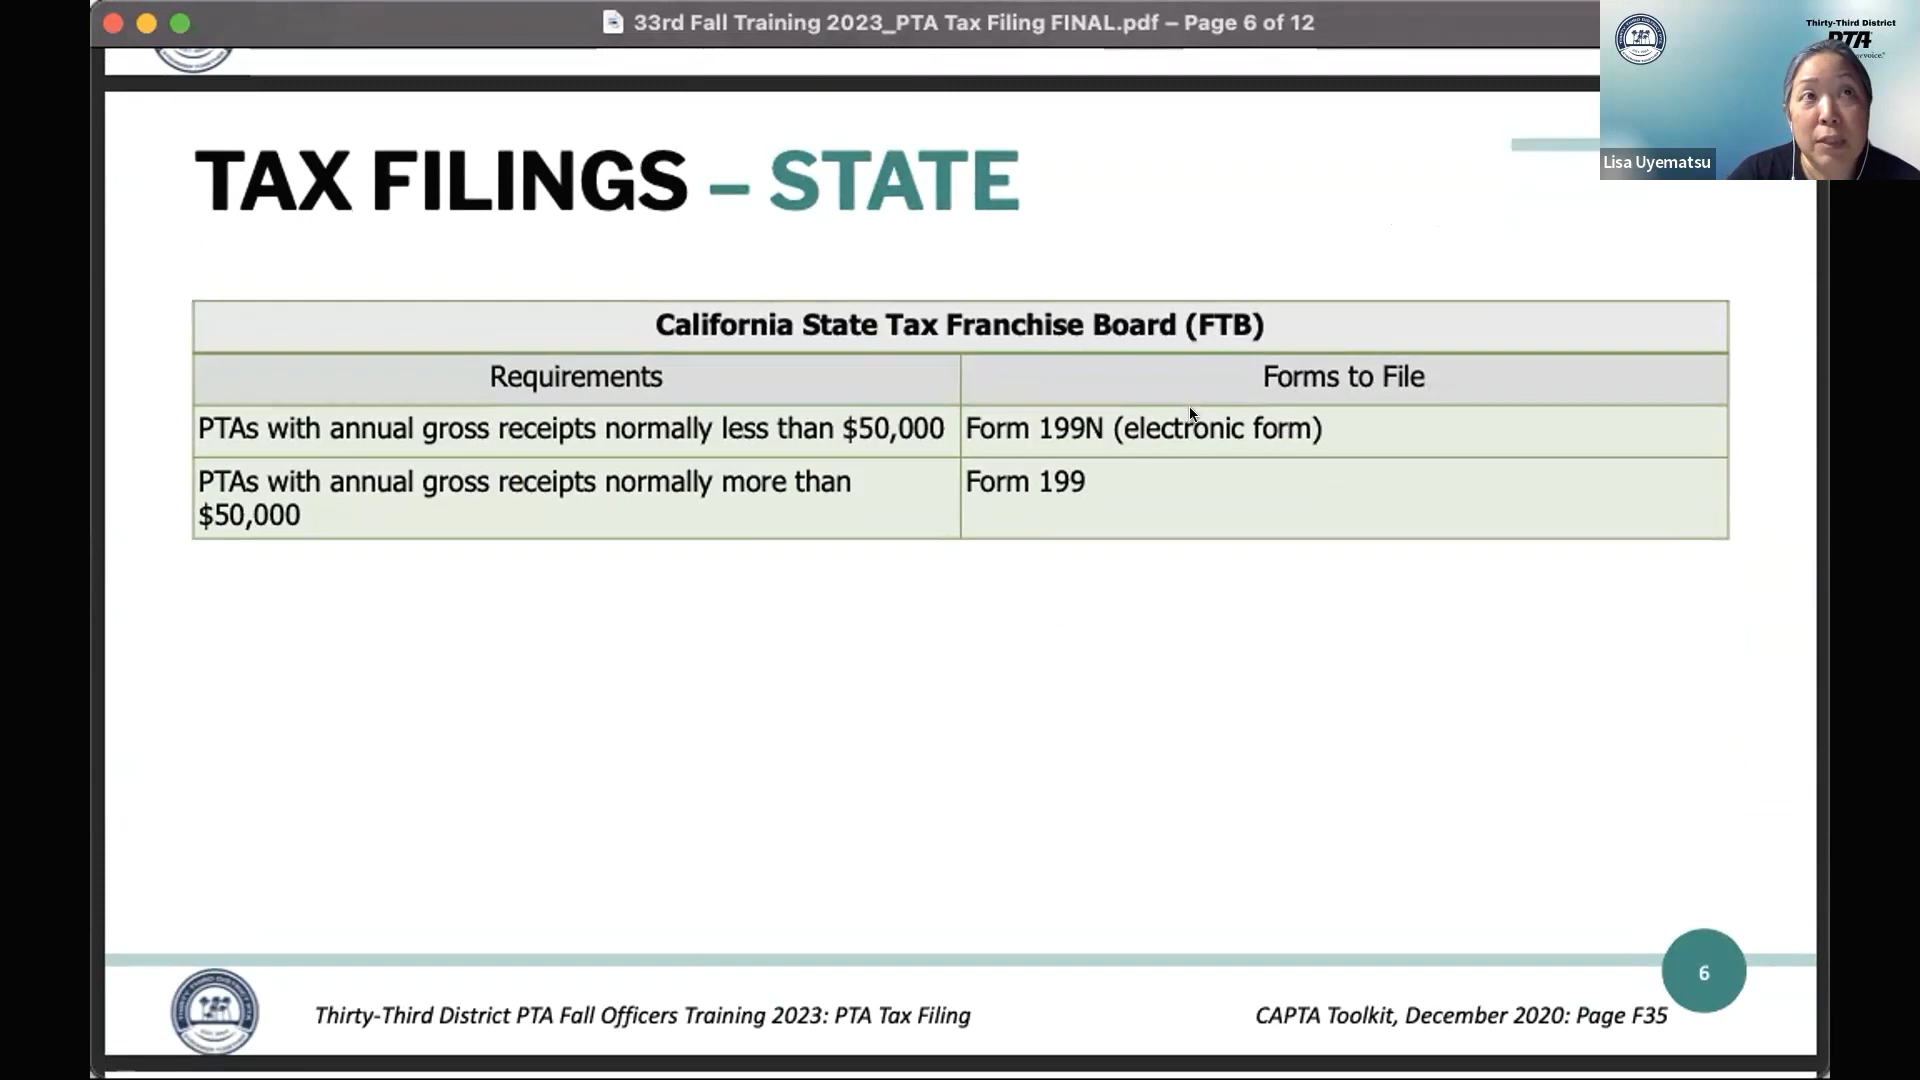 33rd Fall Training 2023_PTA Tax Filing FINAL.pdf – Page 6 of 12
Thirty-Third District
PTA
Lisa Uyematsu
TAX FILINGS – STATE
California State Tax Franchise Board (FTB)
Requirements
Forms to File
PTAs with annual gross receipts normally less than $50,000
Form 199N (electronic form)
PTAs with annual gross receipts normally more than
$50,000
Form 199
6
Thirty-Third District PTA Fall Officers Training 2023: PTA Tax Filing
CAPTA Toolkit, December 2020: Page F35